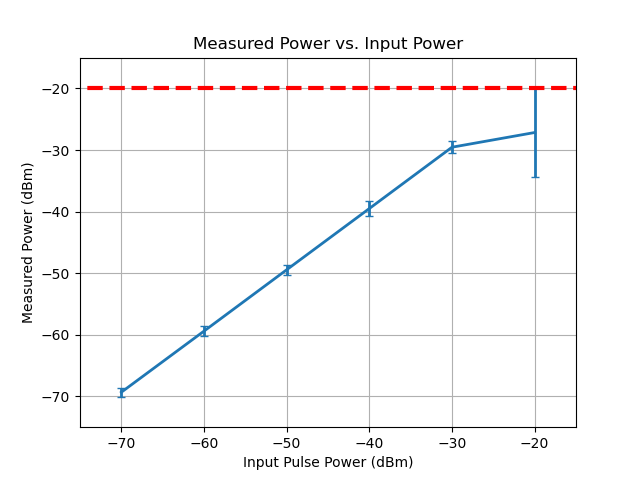 Measured Power vs. Input Power
Measured Power (dBm)
−20
−30
−40
−50
−60
−70
−70 −60 −50 −40 −30 −20
Input Pulse Power (dBm)